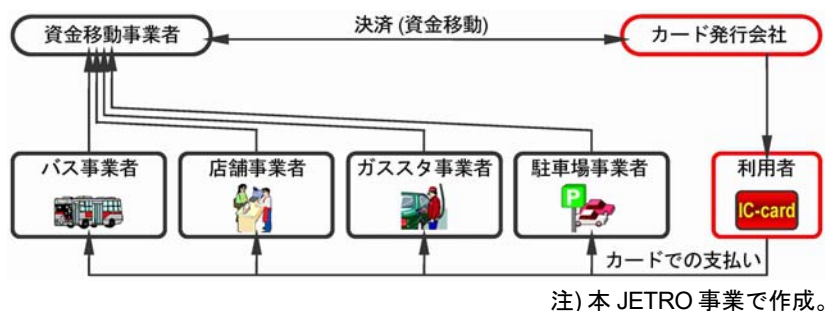 資金移動事業者
決済 (資金移動)
カード発行会社
バス事業者
店舗事業者
ガススタ事業者
駐車場事業者
利用者
P
IC-card
カードでの支払い
注) 本 JETRO 事業で作成。